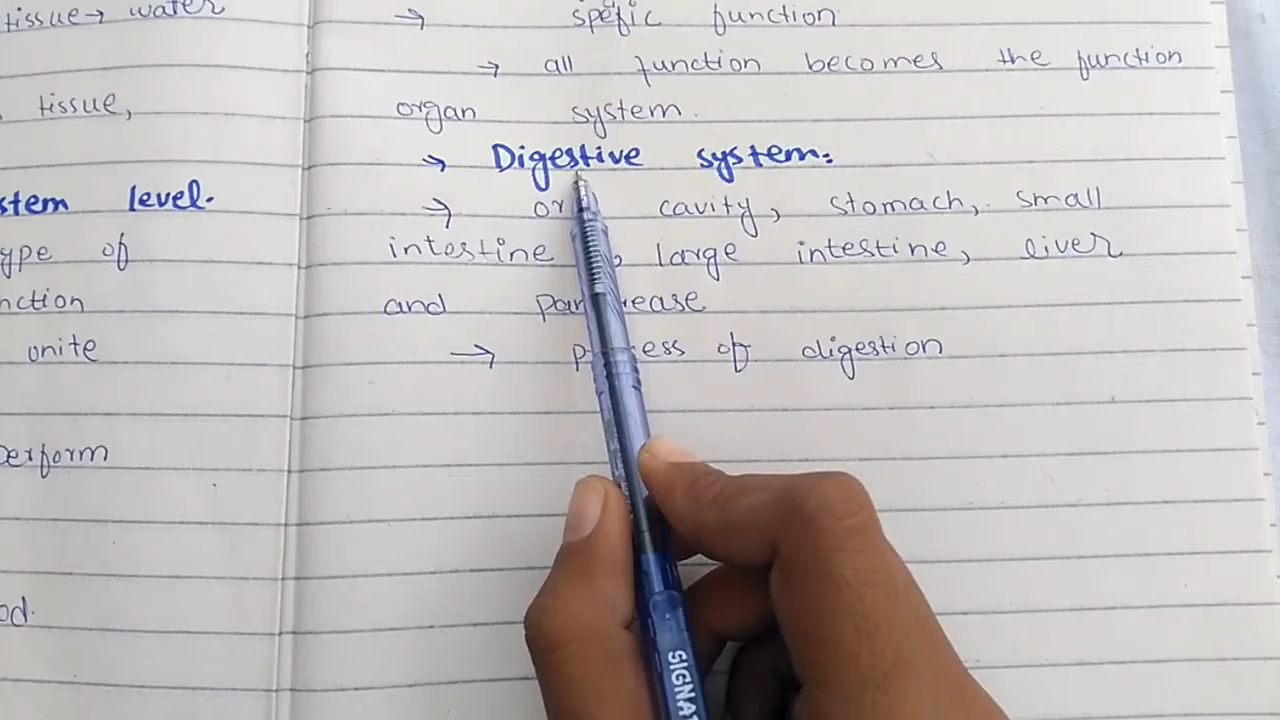 tissue → water
tissue,
stem level.
ype of
nction
unite
erform
od.
→ spefic function
→ all function becomes the function
organ system.
→ Digestive system:
→ cavity, stomach, small
intestine, large intestine, liver
and
→ of digestion
SIGNAT